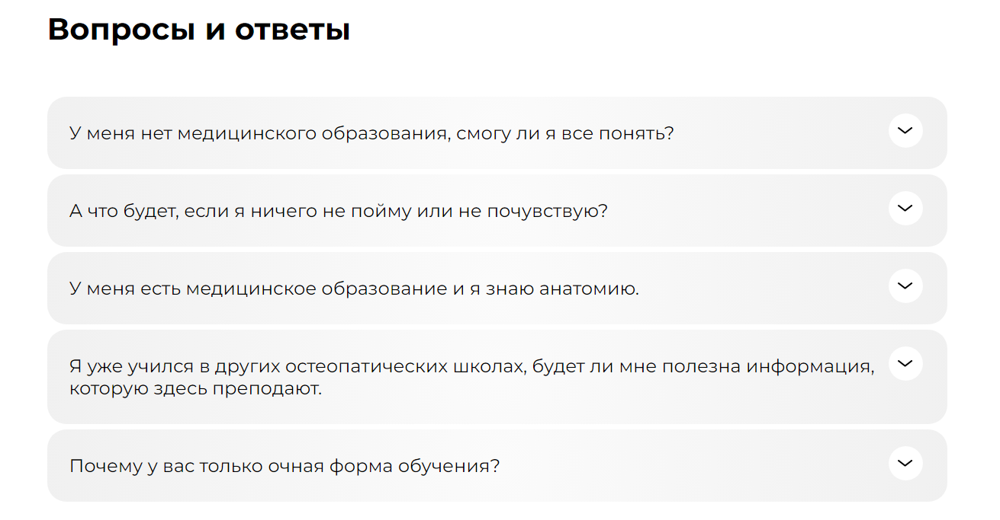 Вопросы и ответы
У меня нет медицинского образования, смогу ли я все понять?
А что будет, если я ничего не пойму или не почувствую?
У меня есть медицинское образование и я знаю анатомию.
Я уже учился в других остеопатических школах, будет ли мне полезна информация,
которую здесь преподают.
Почему у вас только очная форма обучения?